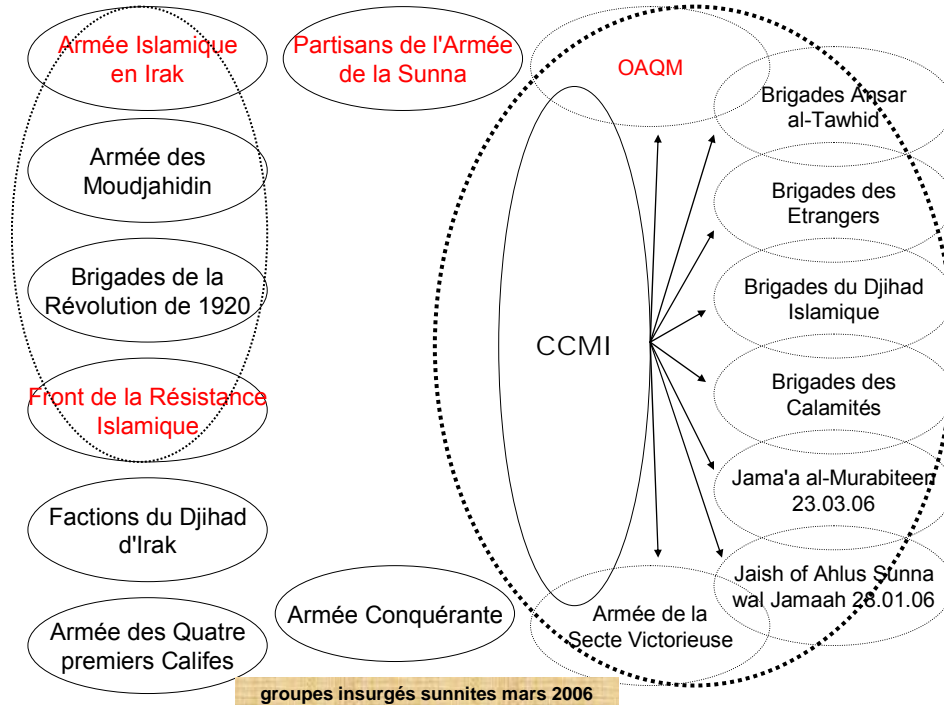 Armée Islamique
en Irak
Armée des
Moudjahidin
Brigades de la
Révolution de 1920
Front de la Résistance
Islamique
Factions du Djihad
d'Irak
Armée des Quatre
premiers Califes
Partisans de l'Armée
de la Sunna
Armée Conquérante
OAQM
CCMI
Armée de la
Secte Victorieuse
Brigades Ansar
al-Tawhid
Brigades des
Etrangers
Brigades du Djihad
Islamique
Brigades des
Calamités
Jama'a al-Murabiteen
23.03.06
Jaish of Ahlus Sunna
wal Jamaah 28.01.06
groupes insurgés sunnites mars 2006